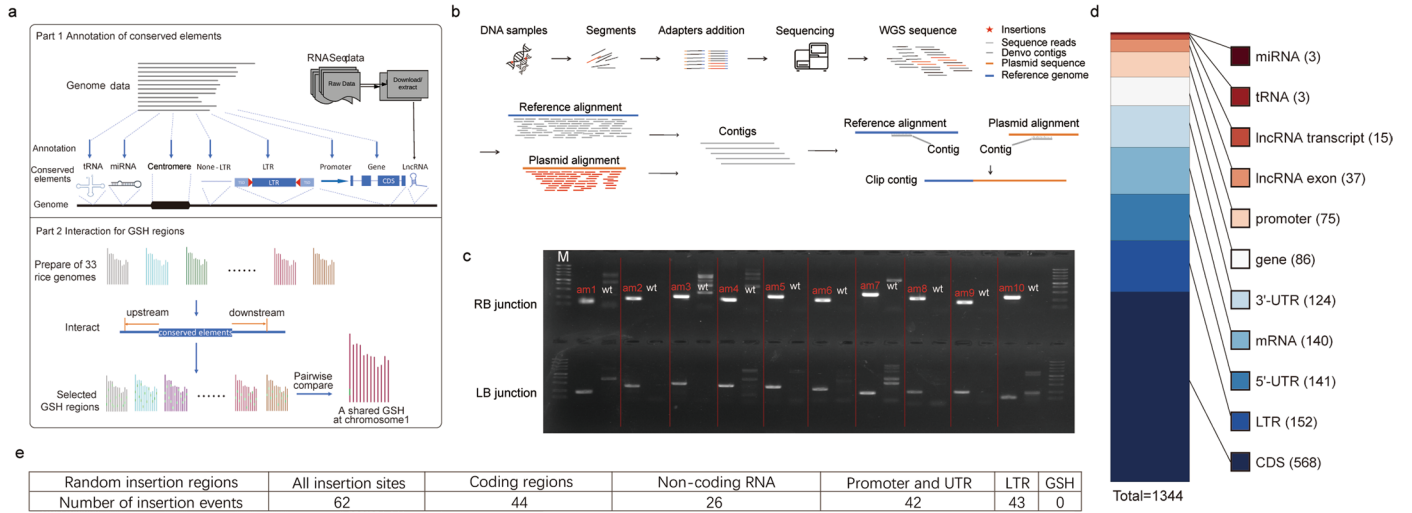 a
Part 1 Annotation of conserved elements
Genome data
RNASeqdata
Raw Data
Download/
extract
Annotation
tRNA miRNA Centromere None-LTR LTR Promoter Gene LncRNA
Conserved
elements
LTR
CDS
Genome
Part 2 Interaction for GSH regions
Prepare of 33
rice genomes
Interact
upstream
downstream
conserved elements
Selected
GSH regions
Pairwise
compare
A shared GSH
at chromosome1
b
DNA samples
Segments
Adapters addition
Sequencing
WGS sequence
Insertions
Sequence reads
Denvo contigs
Plasmid sequence
Reference genome
Reference alignment
Plasmid alignment
Contigs
Reference alignment
Contig
Plasmid alignment
Contig
Clip contig
c
M
RB junction
am1 wt am2 wt am3 wt am4 wt am5 wt am6 wt am7 wt am8 wt am9 wt am10 wt
LB junction
d
miRNA (3)
tRNA (3)
lncRNA transcript (15)
lncRNA exon (37)
promoter (75)
gene (86)
3'-UTR (124)
mRNA (140)
5'-UTR (141)
LTR (152)
CDS (568)
Total=1344
e
Random insertion regions All insertion sites Coding regions Non-coding RNA Promoter and UTR LTR GSH
Number of insertion events 62 44 26 42 43 0